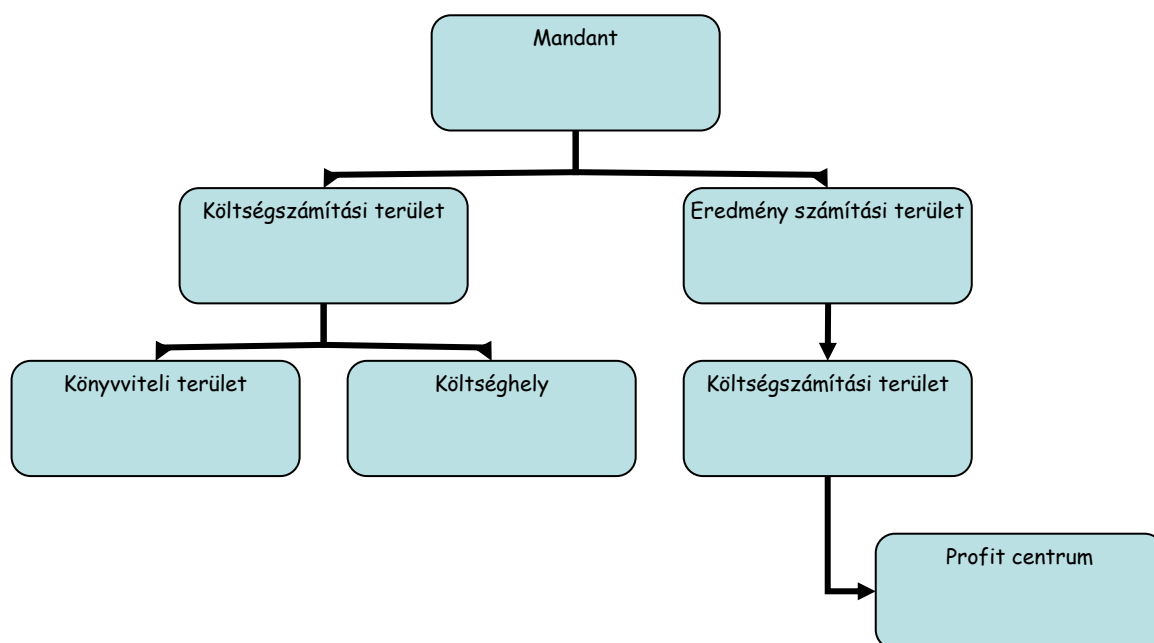 Mandant
Költségszámítási terület
Eredmény számítási terület
Könyvviteli terület
Költséghely
Költségszámítási terület
Profit centrum